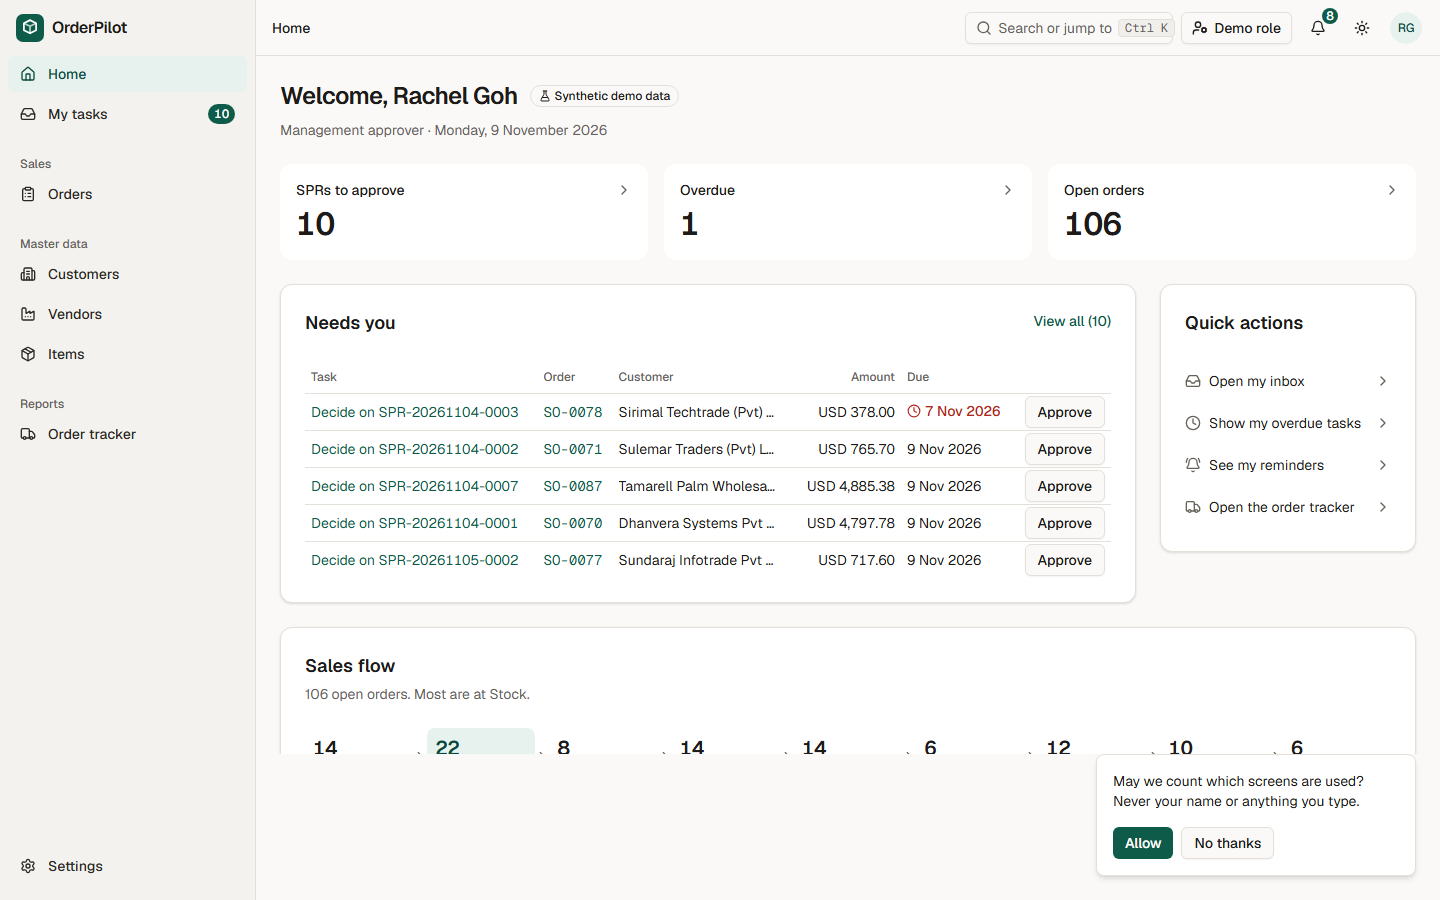 OrderPilot
Home
My tasks 10
Sales
Orders
Master data
Customers
Vendors
Items
Reports
Order tracker
Settings
Home
Search or jump to Ctrl K
Demo role
8
RG
Welcome, Rachel Goh
Synthetic demo data
Management approver · Monday, 9 November 2026
SPRs to approve
10
Overdue
1
Open orders
106
Needs you
View all (10)
Task Order Customer Amount Due
Decide on SPR-20261104-0003 SO-0078 Sirimal Techtrade (Pvt) … USD 378.00 7 Nov 2026 Approve
Decide on SPR-20261104-0002 SO-0071 Sulemar Traders (Pvt) L… USD 765.70 9 Nov 2026 Approve
Decide on SPR-20261104-0007 SO-0087 Tamarell Palm Wholesa… USD 4,885.38 9 Nov 2026 Approve
Decide on SPR-20261104-0001 SO-0070 Dhanvera Systems Pvt … USD 4,797.78 9 Nov 2026 Approve
Decide on SPR-20261105-0002 SO-0077 Sundaraj Infotrade Pvt … USD 717.60 9 Nov 2026 Approve
Quick actions
Open my inbox
Show my overdue tasks
See my reminders
Open the order tracker
Sales flow
106 open orders. Most are at Stock.
14 22 8 14 14 6 12 10 6
May we count which screens are used?
Never your name or anything you type.
Allow
No thanks